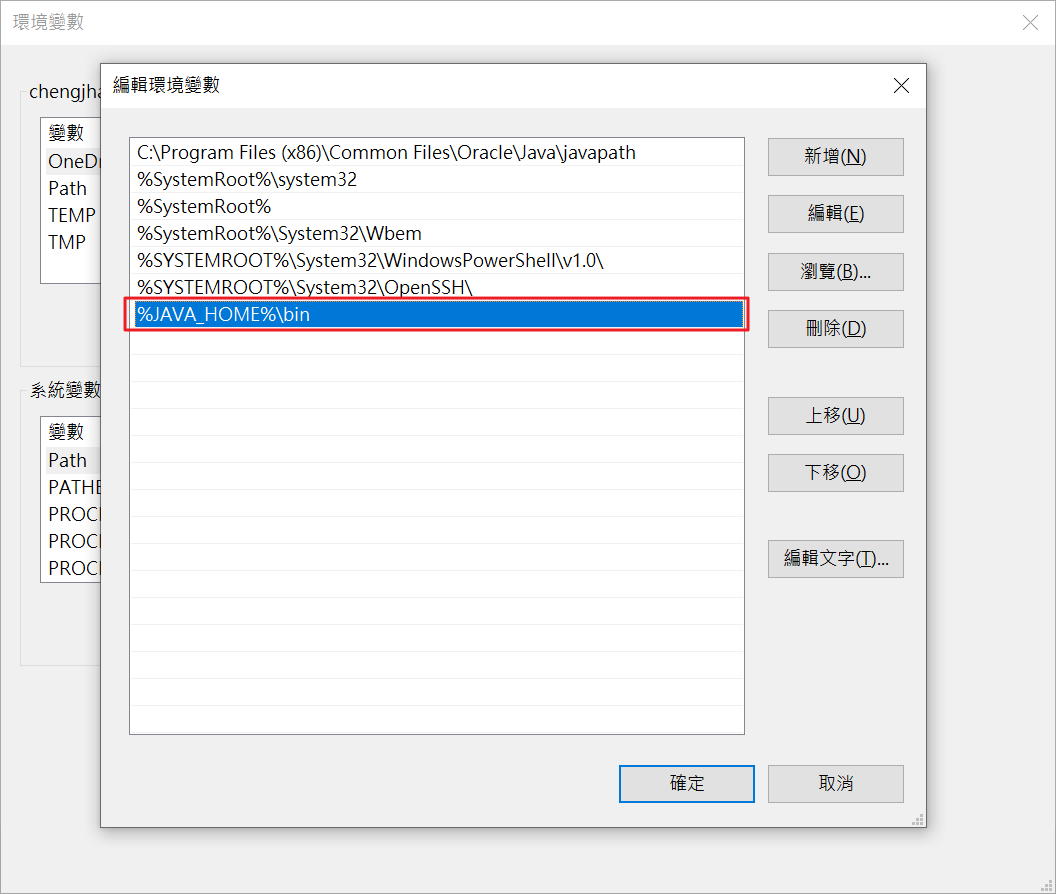 環境變數
編輯環境變數
chengjha
變數
OneDr
Path
TEMP
TMP
系統變數
變數
Path
PATHE
PROC
PROC
PROC
C:\Program Files (x86)\Common Files\Oracle\Java\javapath
%SystemRoot%\system32
%SystemRoot%
%SystemRoot%\System32\Wbem
%SYSTEMROOT%\System32\WindowsPowerShell\v1.0\
%SYSTEMROOT%\System32\OpenSSH\
%JAVA_HOME%\bin
新增(N)
編輯(E)
瀏覽(B)...
刪除(D)
上移(U)
下移(O)
編輯文字(T)...
確定
取消